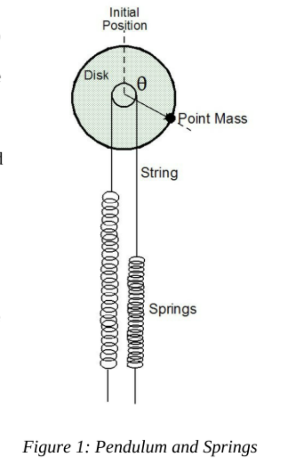 Initial
Position
Disk
θ
Point Mass
String
Springs
Figure 1: Pendulum and Springs